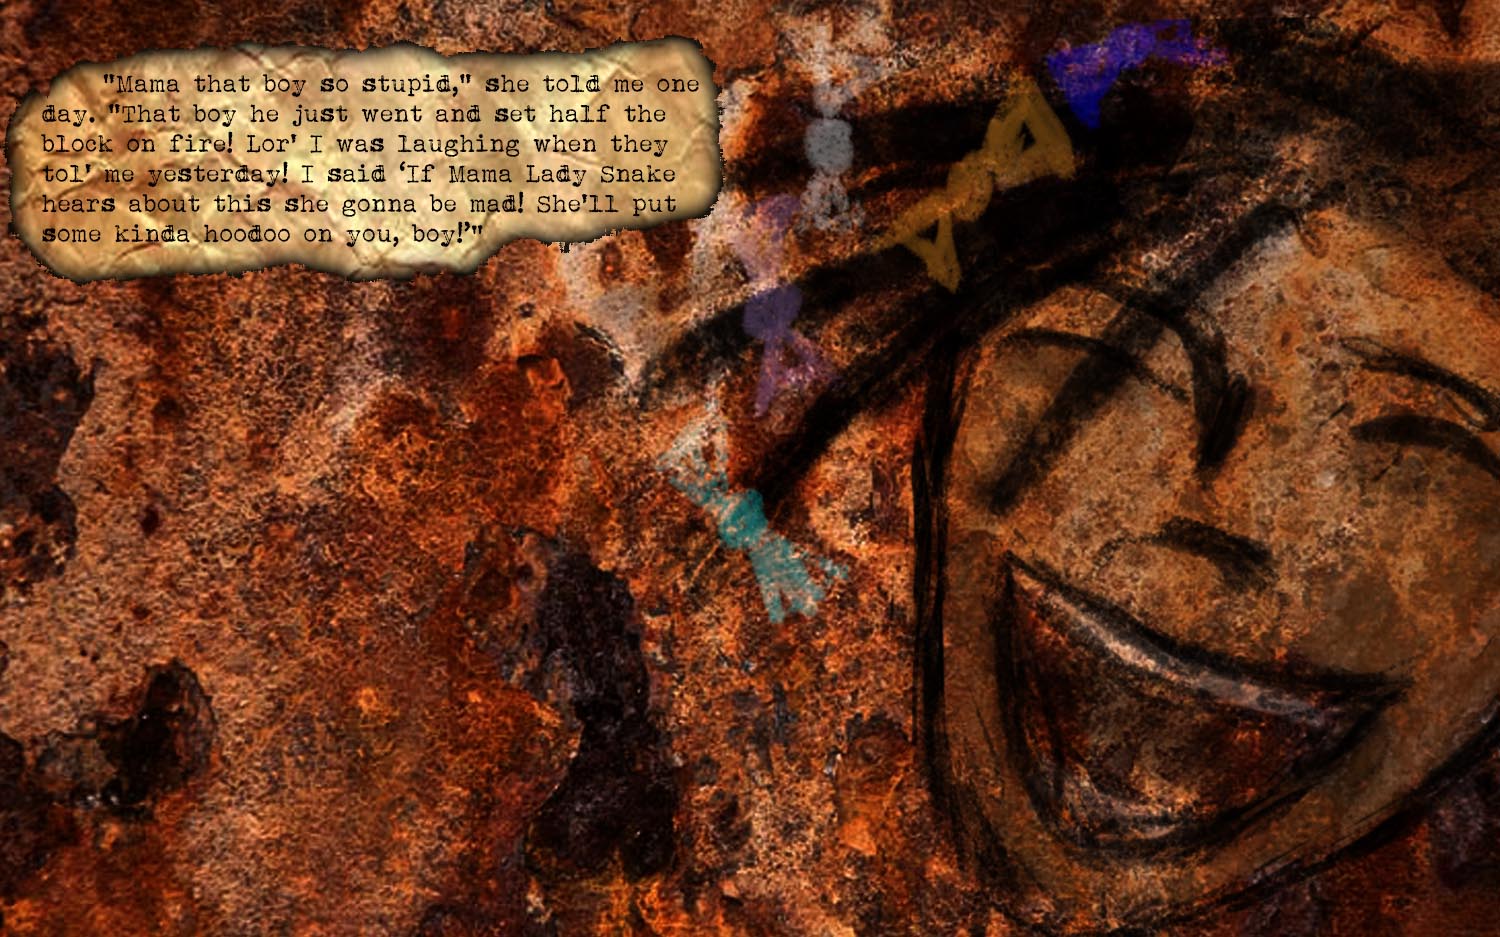 "Mama that boy so stupid," she told me one
day. "That boy he just went and set half the
block on fire! Lor' I was laughing when they
tol' me yesterday! I said ‘If Mama Lady Snake
hears about this she gonna be mad! She'll put
some kinda hoodoo on you, boy!’"